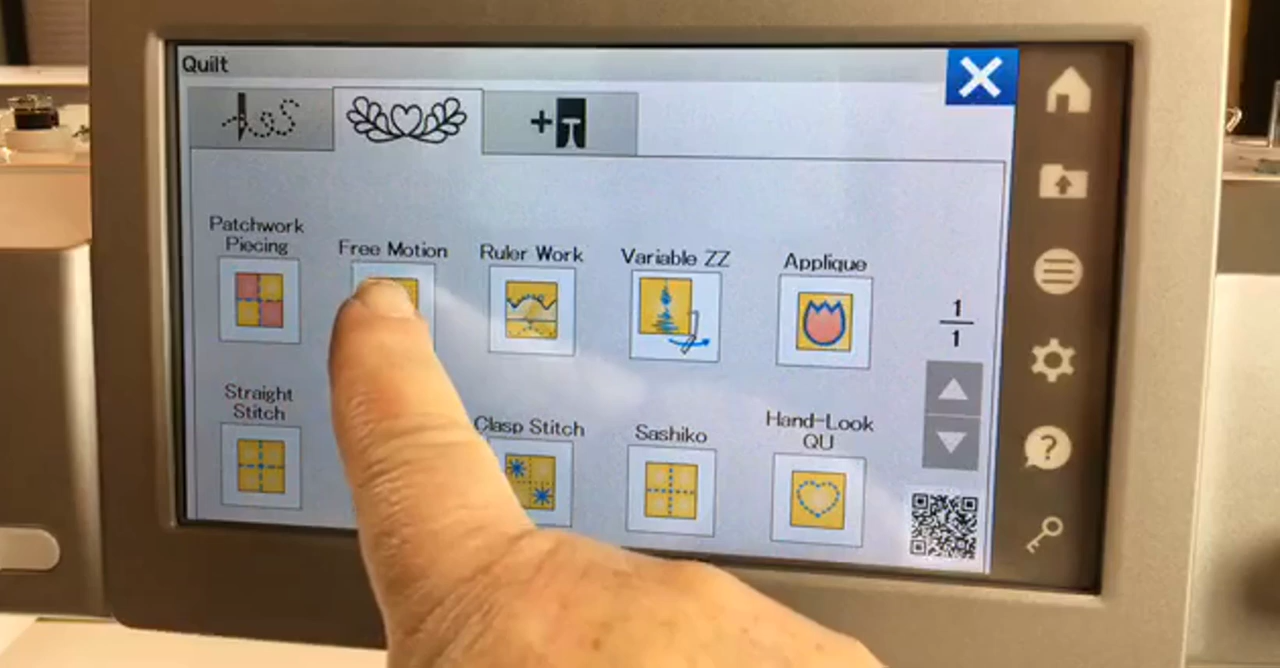 Quilt
Patchwork
Piecing
Free Motion
Ruler Work
Variable ZZ
Applique
1
1
Straight
Stitch
Clasp Stitch
Sashiko
Hand-Look
QU